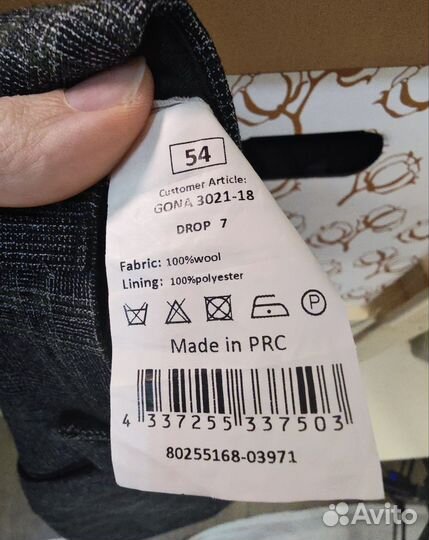 54
Customer Article:
GONA 3021-18
DROP 7
Fabric: 100%wool
Lining: 100%polyester
P
Made in PRC
4 337255 337503
80255168-03971
Avito